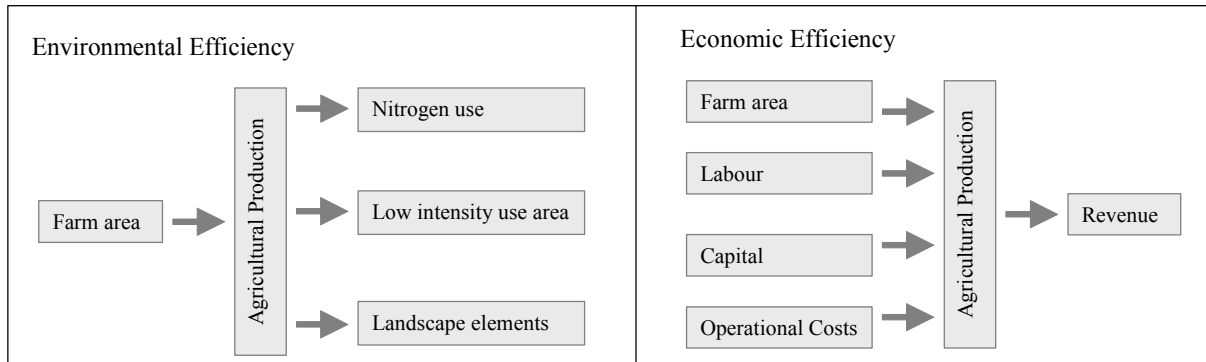 Environmental Efficiency
Farm area
Agricultural Production
Nitrogen use
Low intensity use area
Landscape elements
Economic Efficiency
Farm area
Labour
Capital
Operational Costs
Agricultural Production
Revenue